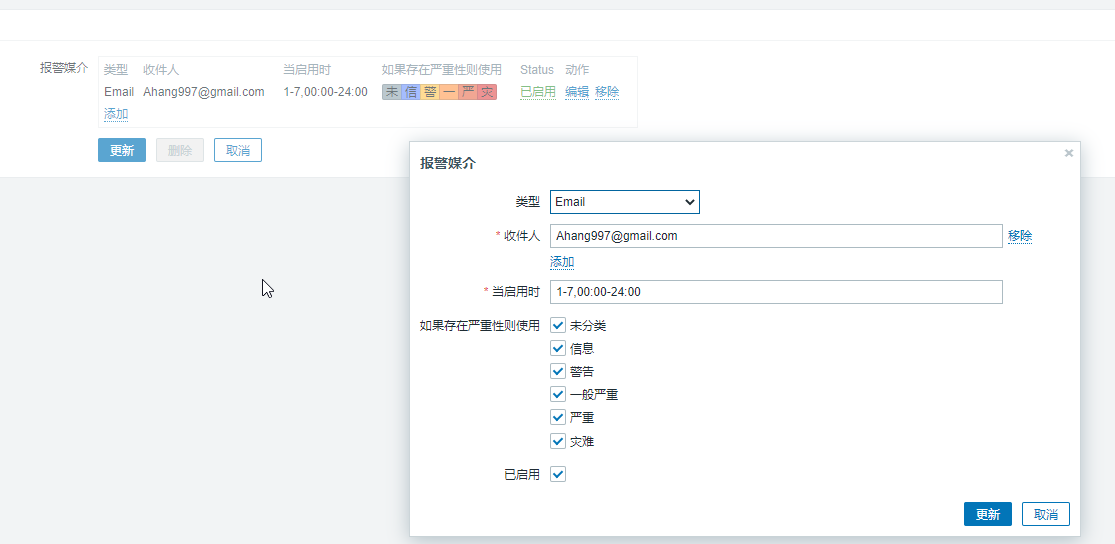 报警媒介 类型 收件人 当启用时 如果存在严重性则使用 Status 动作
Email Ahang997@gmail.com 1-7,00:00-24:00 未 信 警 一 严 灾 已启用 编辑 移除
添加
更新 删除 取消
报警媒介
类型 Email
* 收件人 Ahang997@gmail.com 移除
添加
* 当启用时 1-7,00:00-24:00
如果存在严重性则使用 未分类
信息
警告
一般严重
严重
灾难
已启用
更新 取消